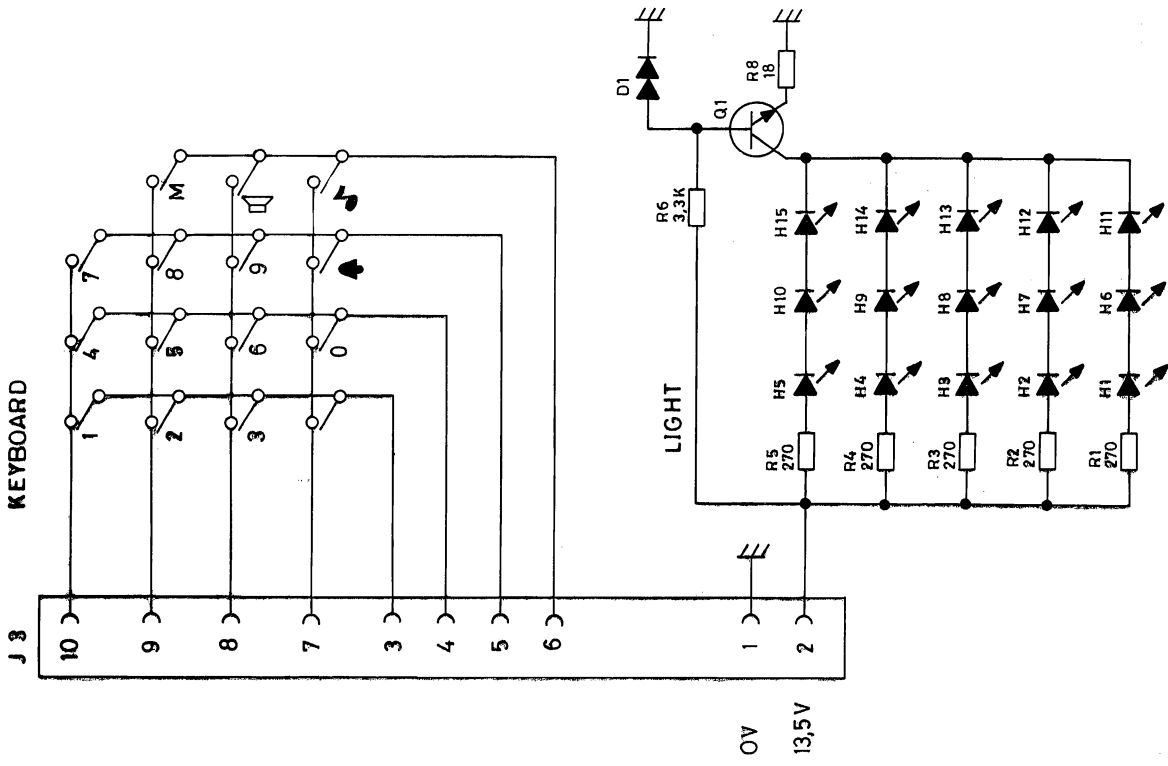 KEYBOARD
J3
10
9
8
7
3
4
5
6
1
2
0V
13,5V
1
4
7
2
5
8
M
3
6
9
0
LIGHT
D1
Q1
R8
18
R6
3,3K
R5
270
H5
H10
H15
R4
270
H4
H9
H14
R3
270
H3
H8
H13
R2
270
H2
H7
H12
R1
270
H1
H6
H11